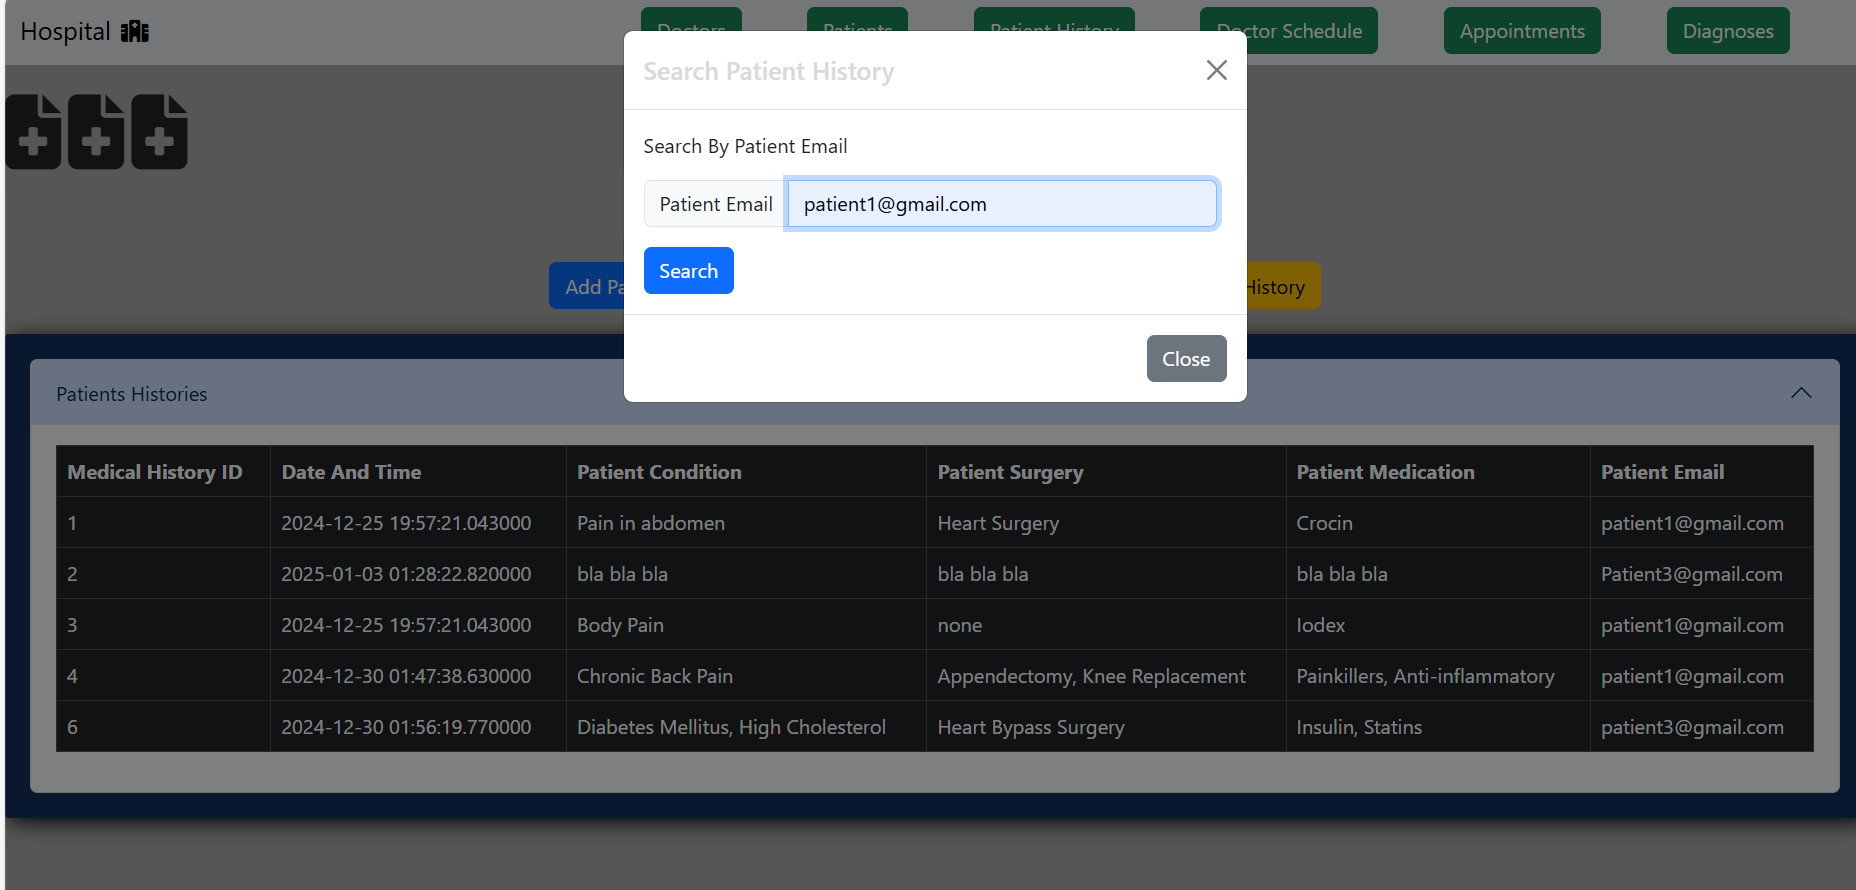 Hospital
Doctors Patients Patient History Doctor Schedule Appointments Diagnoses
Search Patient History
Search By Patient Email
Patient Email patient1@gmail.com
Search
Add Pa History
Close
Patients Histories
Medical History ID Date And Time Patient Condition Patient Surgery Patient Medication Patient Email
1 2024-12-25 19:57:21.043000 Pain in abdomen Heart Surgery Crocin patient1@gmail.com
2 2025-01-03 01:28:22.820000 bla bla bla bla bla bla bla bla bla Patient3@gmail.com
3 2024-12-25 19:57:21.043000 Body Pain none Iodex patient1@gmail.com
4 2024-12-30 01:47:38.630000 Chronic Back Pain Appendectomy, Knee Replacement Painkillers, Anti-inflammatory patient1@gmail.com
6 2024-12-30 01:56:19.770000 Diabetes Mellitus, High Cholesterol Heart Bypass Surgery Insulin, Statins patient3@gmail.com